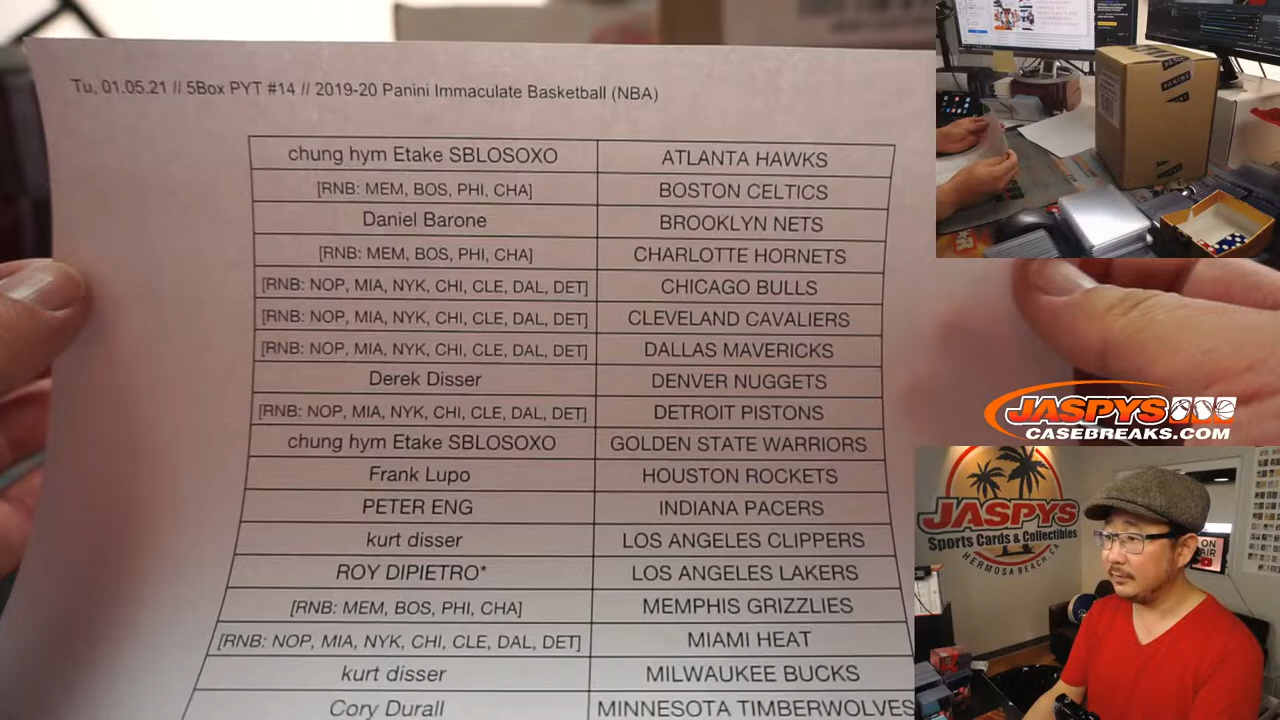 Tu, 01.05.21 // 5Box PYT #14 // 2019-20 Panini Immaculate Basketball (NBA)
chung hym Etake SBLOSOXO ATLANTA HAWKS
[RNB: MEM, BOS, PHI, CHA] BOSTON CELTICS
Daniel Barone BROOKLYN NETS
[RNB: MEM, BOS, PHI, CHA] CHARLOTTE HORNETS
[RNB: NOP, MIA, NYK, CHI, CLE, DAL, DET] CHICAGO BULLS
[RNB: NOP, MIA, NYK, CHI, CLE, DAL, DET] CLEVELAND CAVALIERS
[RNB: NOP, MIA, NYK, CHI, CLE, DAL, DET] DALLAS MAVERICKS
Derek Disser DENVER NUGGETS
[RNB: NOP, MIA, NYK, CHI, CLE, DAL, DET] DETROIT PISTONS
chung hym Etake SBLOSOXO GOLDEN STATE WARRIORS
Frank Lupo HOUSTON ROCKETS
PETER ENG INDIANA PACERS
kurt disser LOS ANGELES CLIPPERS
ROY DIPIETRO* LOS ANGELES LAKERS
[RNB: MEM, BOS, PHI, CHA] MEMPHIS GRIZZLIES
[RNB: NOP, MIA, NYK, CHI, CLE, DAL, DET] MIAMI HEAT
kurt disser MILWAUKEE BUCKS
Cory Durall MINNESOTA TIMBERWOLVES
PANINI
PANINI
JASPYS
CASEBREAKS.COM
JASPYS
Sports Cards & Collectibles
HERMOSA BEACH, CA
ON
AIR